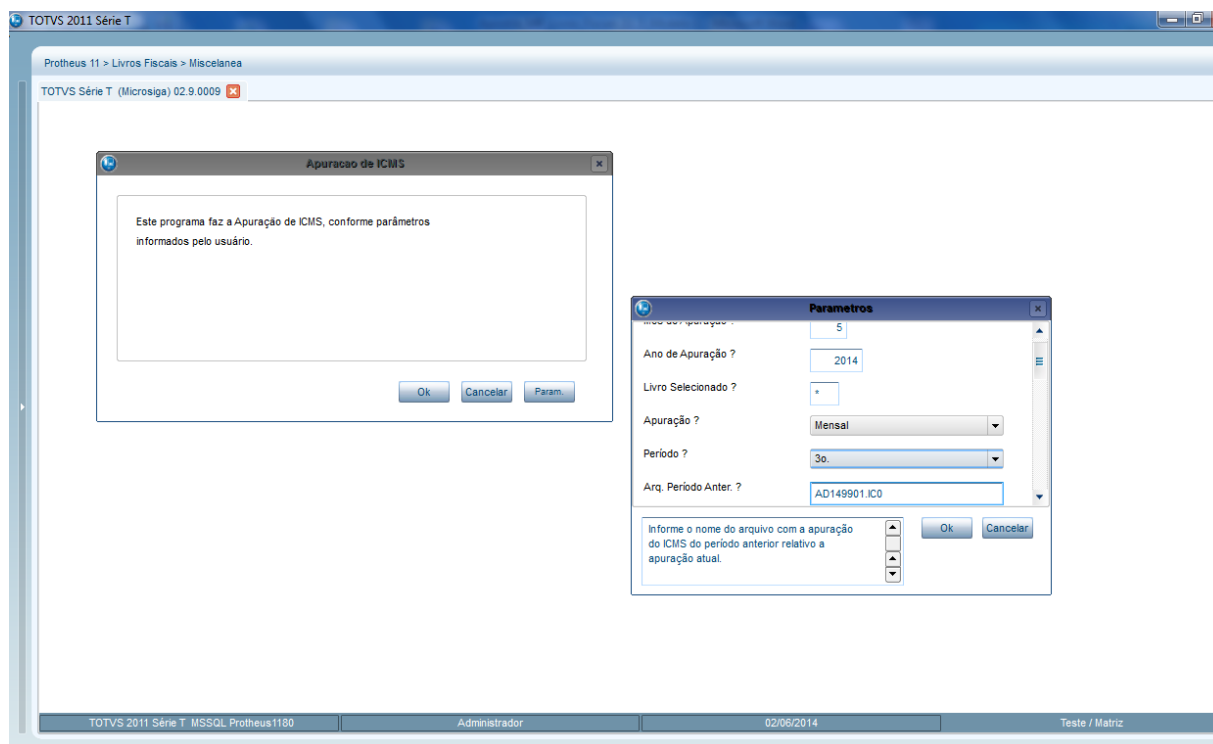 TOTVS 2011 Série T
Protheus 11 > Livros Fiscais > Miscelanea
TOTVS Série T (Microsiga) 02.9.0009
Apuracao de ICMS
Este programa faz a Apuração de ICMS, conforme parâmetros
informados pelo usuário.
Ok Cancelar Param.
Parametros
5
Ano de Apuração ? 2014
Livro Selecionado ? *
Apuração ? Mensal
Período ? 3o.
Arq. Período Anter. ? AD149901.IC0
Informe o nome do arquivo com a apuração
do ICMS do período anterior relativo a
apuração atual.
Ok Cancelar
TOTVS 2011 Série T MSSQL Protheus1180 Administrador 02/06/2014 Teste / Matriz